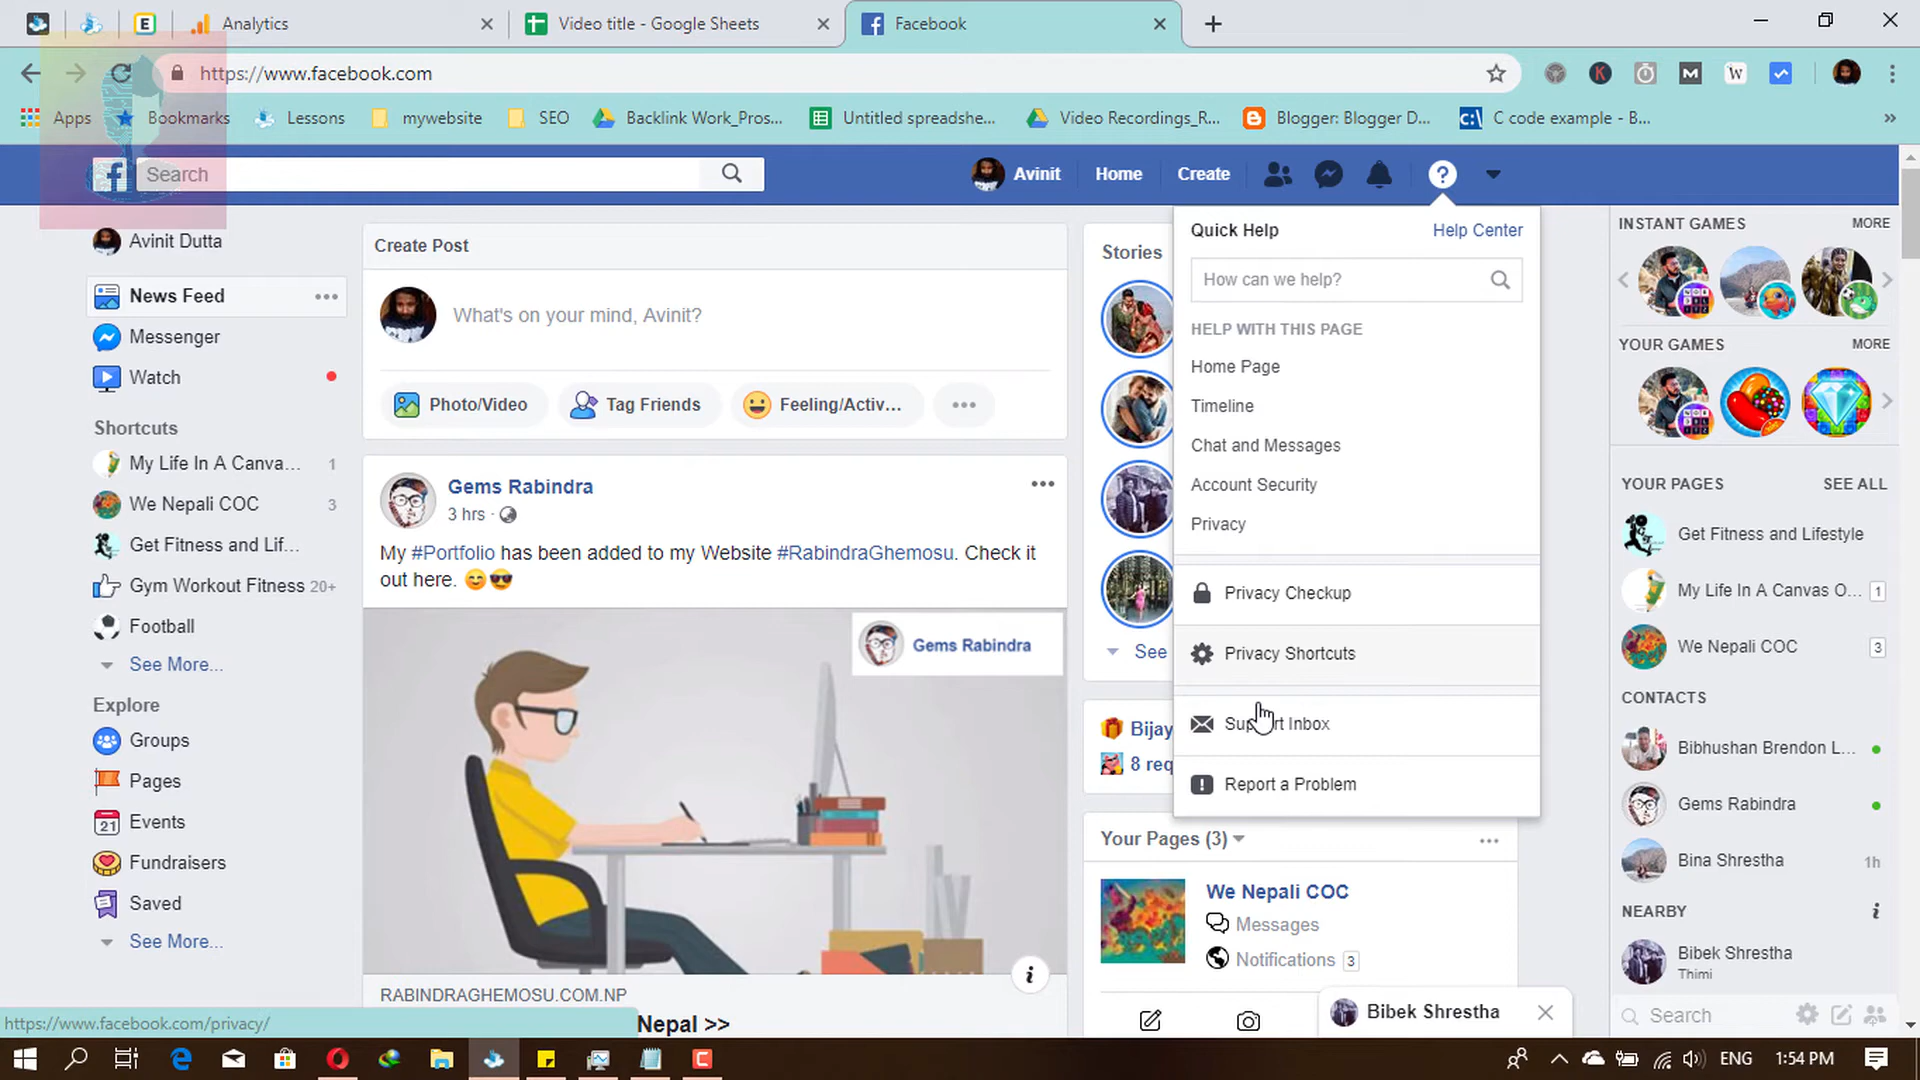 Analytics
Video title - Google Sheets
Facebook
https://www.facebook.com
Apps
Bookmarks
Lessons
mywebsite
SEO
Backlink Work_Pros...
Untitled spreadshe...
Video Recordings_R...
Blogger: Blogger D...
C code example - B...
Search
Avinit
Home
Create
Avinit Dutta
News Feed
Messenger
Watch
Shortcuts
My Life In A Canva... 1
We Nepali COC 3
Get Fitness and Lif...
Gym Workout Fitness 20+
Football
See More...
Explore
Groups
Pages
Events
Fundraisers
Saved
See More...
https://www.facebook.com/privacy/
Create Post
What's on your mind, Avinit?
Photo/Video
Tag Friends
Feeling/Activ...
Gems Rabindra
3 hrs
My #Portfolio has been added to my Website #RabindraGhemosu. Check it
out here.
Gems Rabindra
RABINDRAGHEMOSU.COM.NP
Nepal >>
Stories
See
Bijay
8 req
Quick Help
Help Center
How can we help?
HELP WITH THIS PAGE
Home Page
Timeline
Chat and Messages
Account Security
Privacy
Privacy Checkup
Privacy Shortcuts
Support Inbox
Report a Problem
Your Pages (3)
We Nepali COC
Messages
Notifications 3
Bibek Shrestha
INSTANT GAMES MORE
YOUR GAMES MORE
YOUR PAGES SEE ALL
Get Fitness and Lifestyle
My Life In A Canvas O... 1
We Nepali COC 3
CONTACTS
Bibhushan Brendon L...
Gems Rabindra
Bina Shrestha 1h
NEARBY
Bibek Shrestha
Thimi
Search
ENG
1:54 PM